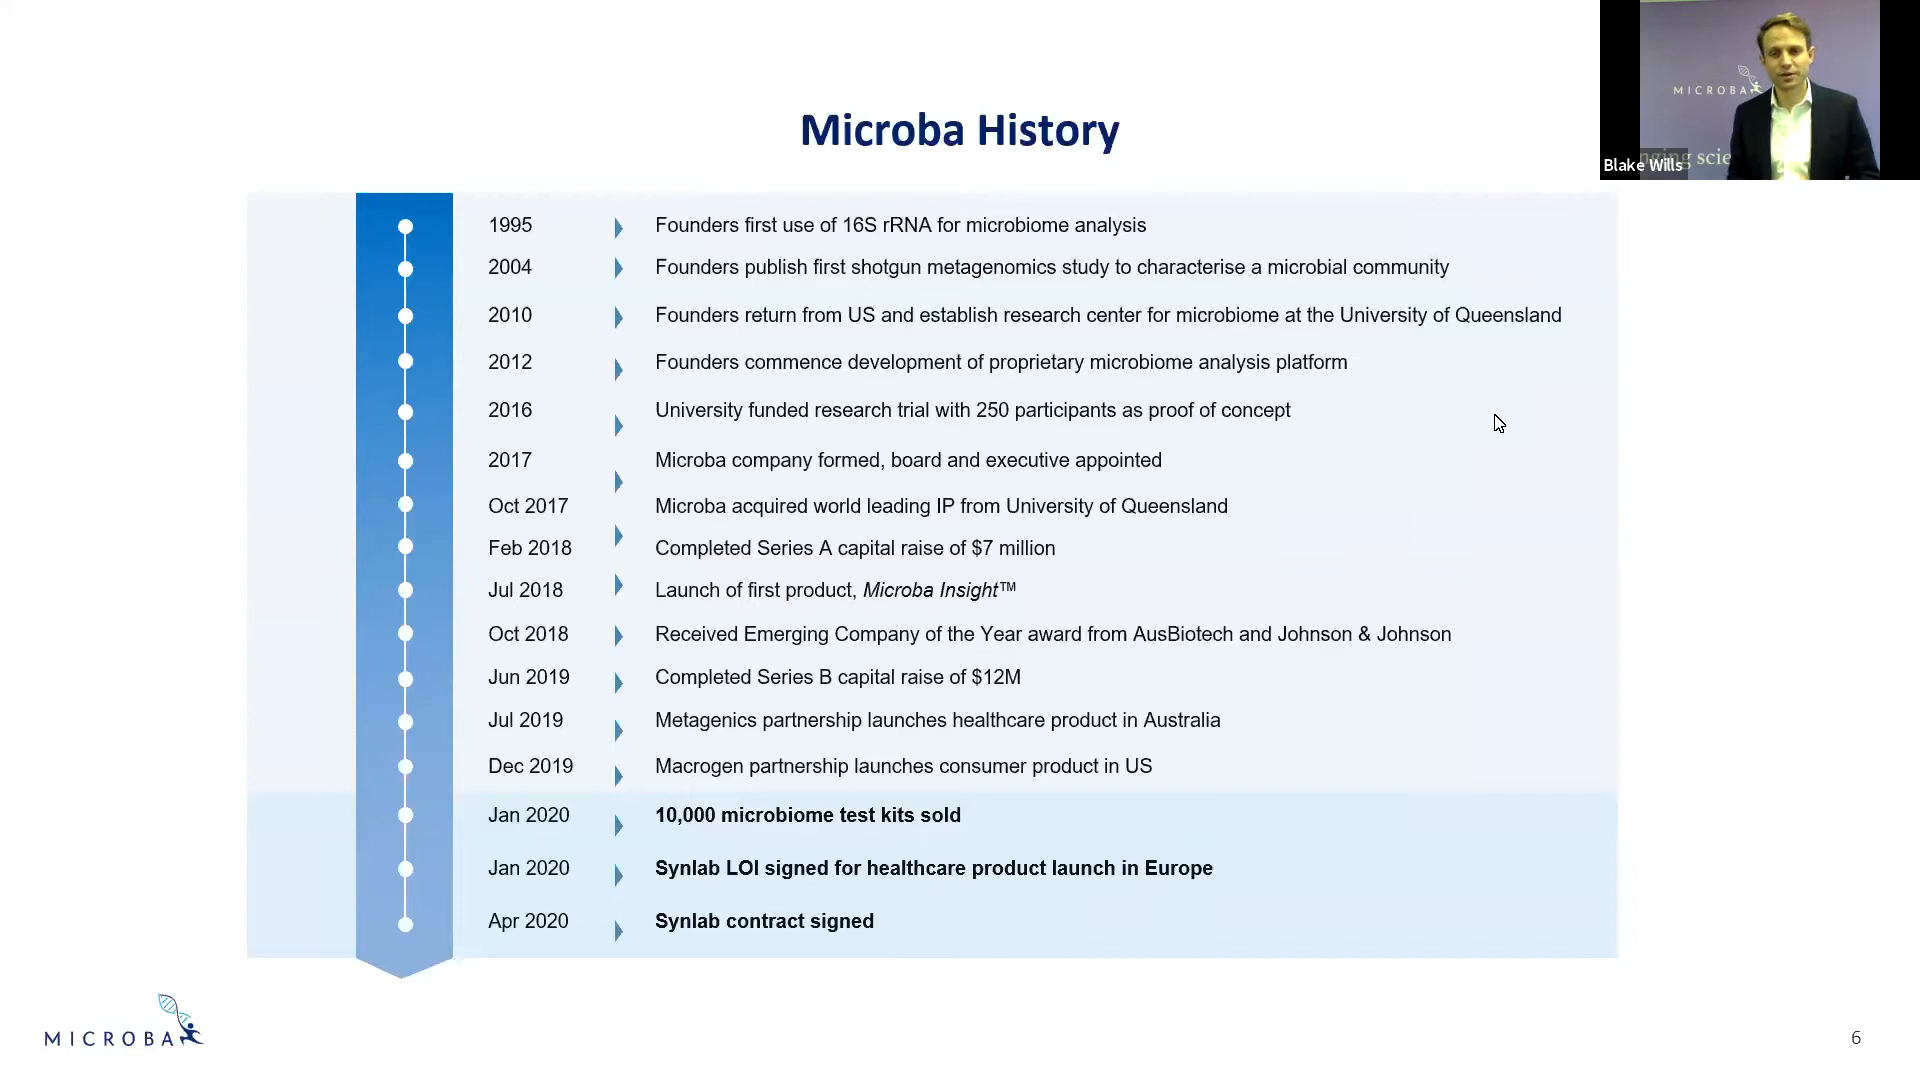 Microba History
MICROBA
nging scie
Blake Wills
1995 Founders first use of 16S rRNA for microbiome analysis
2004 Founders publish first shotgun metagenomics study to characterise a microbial community
2010 Founders return from US and establish research center for microbiome at the University of Queensland
2012 Founders commence development of proprietary microbiome analysis platform
2016 University funded research trial with 250 participants as proof of concept
2017 Microba company formed, board and executive appointed
Oct 2017 Microba acquired world leading IP from University of Queensland
Feb 2018 Completed Series A capital raise of $7 million
Jul 2018 Launch of first product, Microba Insight™
Oct 2018 Received Emerging Company of the Year award from AusBiotech and Johnson & Johnson
Jun 2019 Completed Series B capital raise of $12M
Jul 2019 Metagenics partnership launches healthcare product in Australia
Dec 2019 Macrogen partnership launches consumer product in US
Jan 2020 10,000 microbiome test kits sold
Jan 2020 Synlab LOI signed for healthcare product launch in Europe
Apr 2020 Synlab contract signed
MICROBA
6